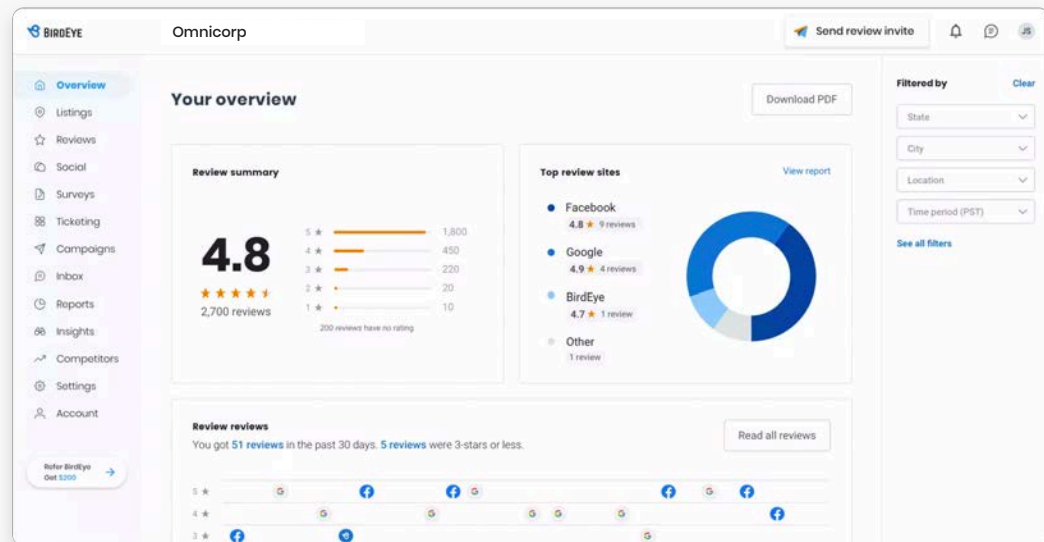 BIRDEYE
Omnicorp
Send review invite
JS
Overview
Listings
Reviews
Social
Surveys
Ticketing
Campaigns
Inbox
Reports
Insights
Competitors
Settings
Account
Refer BirdEye
Get $200
Your overview
Download PDF
Review summary
4.8
2,700 reviews
5 ★ 1,800
4 ★ 450
3 ★ 220
2 ★ 20
1 ★ 10
200 reviews have no rating
Top review sites
View report
Facebook
4.8 ★ 9 reviews
Google
4.9 ★ 4 reviews
BirdEye
4.7 ★ 1 review
Other
1 review
Review reviews
You got 51 reviews in the past 30 days. 5 reviews were 3-stars or less.
Read all reviews
5 ★
4 ★
3 ★
Filtered by
Clear
State
City
Location
Time period (PST)
See all filters